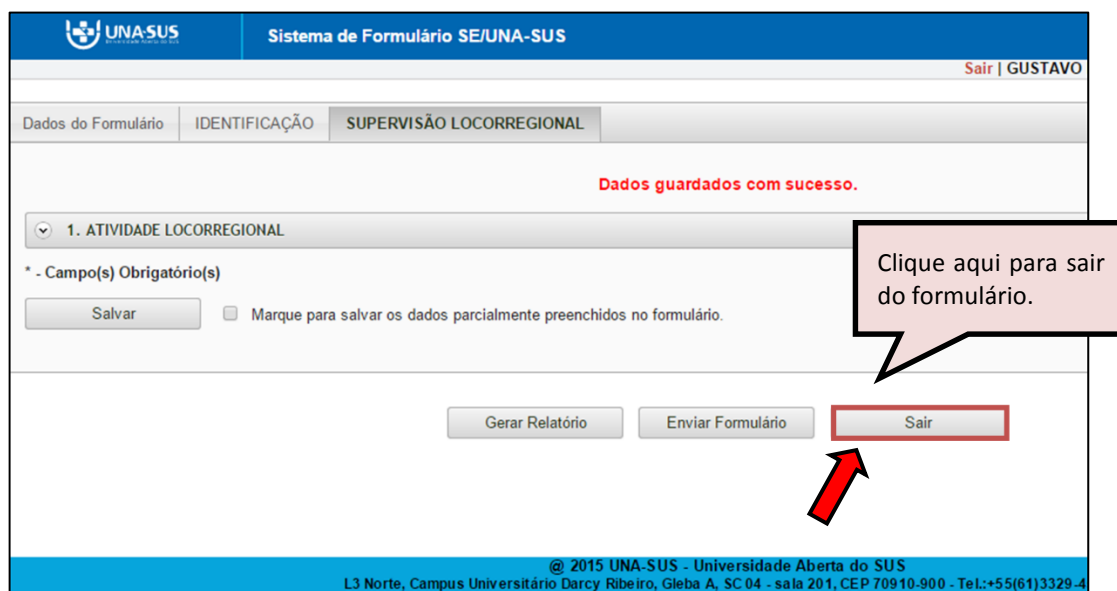 UNA-SUS
Sistema de Formulário SE/UNA-SUS
Sair | GUSTAVO
Dados do Formulário
IDENTIFICAÇÃO
SUPERVISÃO LOCORREGIONAL
Dados guardados com sucesso.
1. ATIVIDADE LOCORREGIONAL
Clique aqui para sair
do formulário.
* - Campo(s) Obrigatório(s)
Salvar
Marque para salvar os dados parcialmente preenchidos no formulário.
Gerar Relatório
Enviar Formulário
Sair
@ 2015 UNA-SUS - Universidade Aberta do SUS
L3 Norte, Campus Universitário Darcy Ribeiro, Gleba A, SC 04 - sala 201, CEP 70910-900 - Tel.:+55(61)3329-4